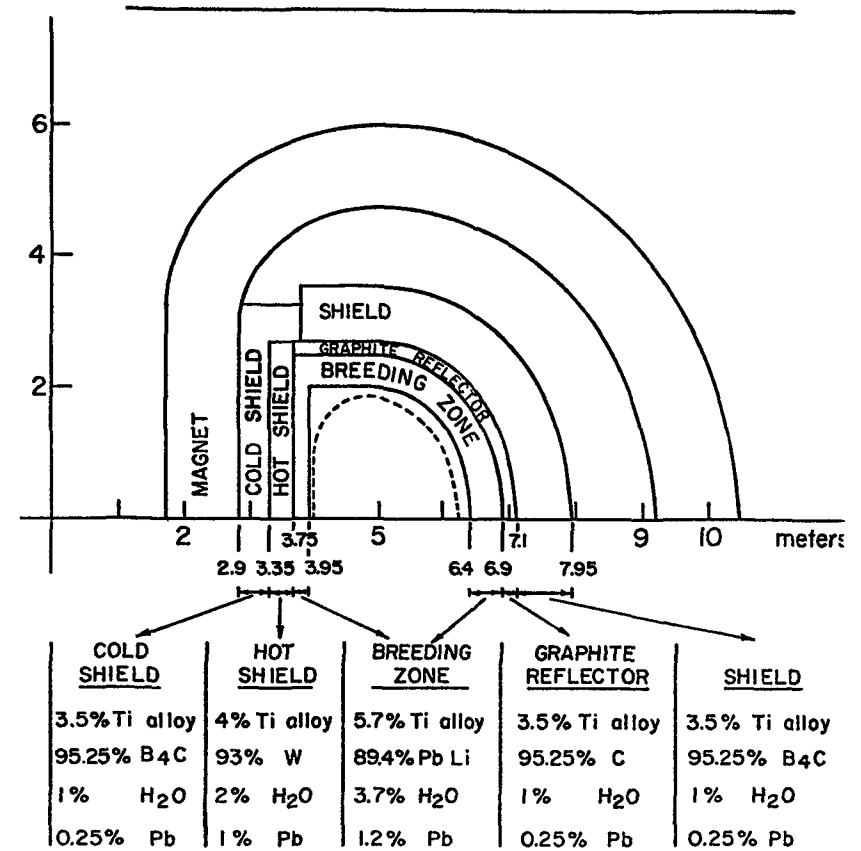 6
4
2
SHIELD
GRAPHITE REFLECTOR
BREEDING ZONE
MAGNET
COLD SHIELD
HOT SHIELD
2 3.75 5 7.1 9 10 meters
2.9 3.35 3.95 6.4 6.9 7.95
COLD
SHIELD
3.5% Ti alloy
95.25% B4C
1% H2O
0.25% Pb
HOT
SHIELD
4% Ti alloy
93% W
2% H2O
1% Pb
BREEDING
ZONE
5.7% Ti alloy
89.4% Pb Li
3.7% H2O
1.2% Pb
GRAPHITE
REFLECTOR
3.5% Ti alloy
95.25% C
1% H2O
0.25% Pb
SHIELD
3.5% Ti alloy
95.25% B4C
1% H2O
0.25% Pb